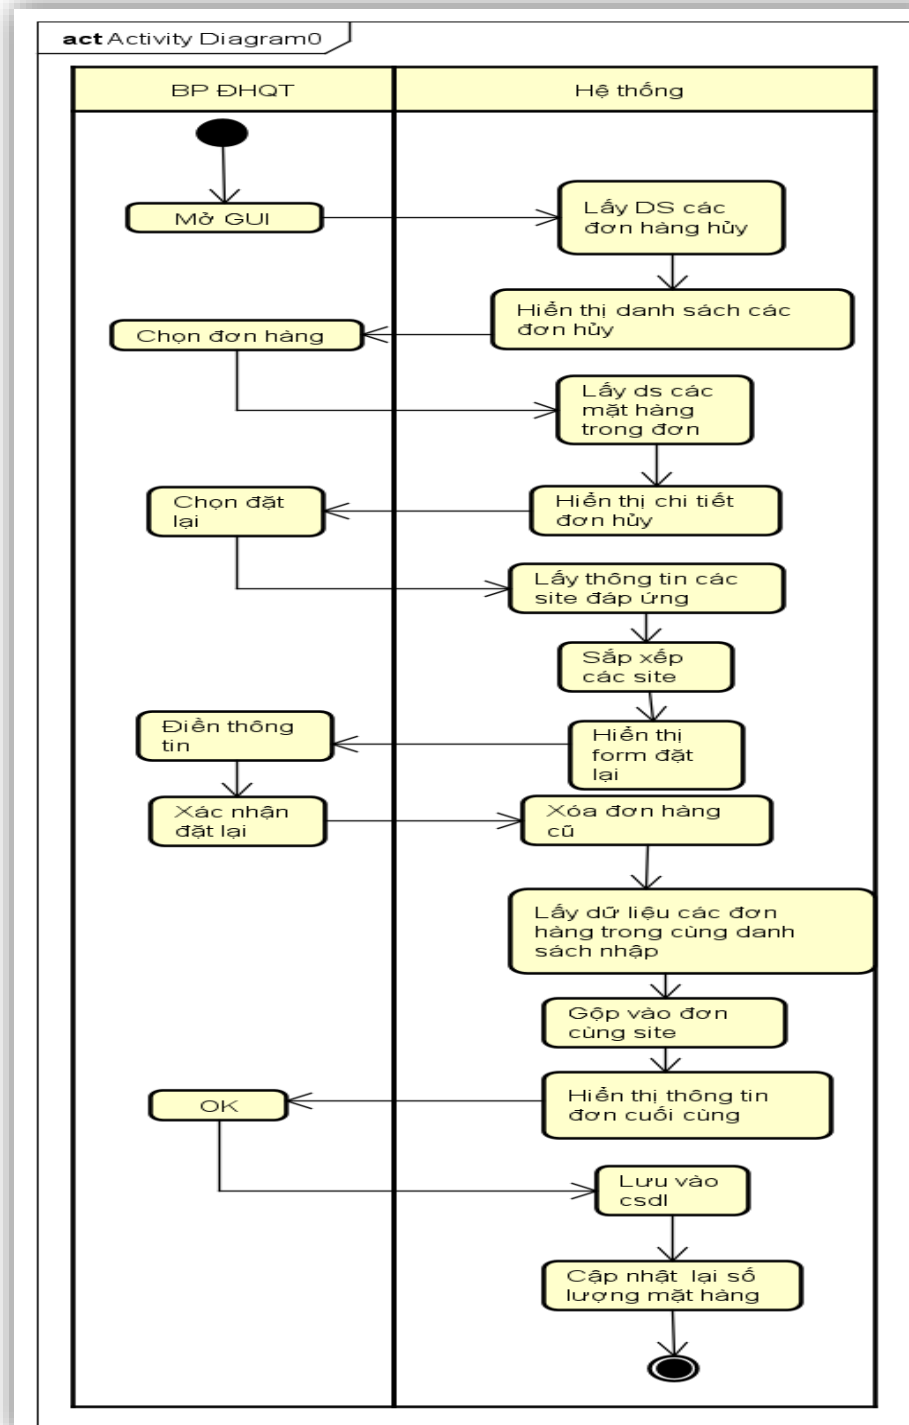 act Activity Diagram0
BP ĐHQT
Hệ thống
Mở GUI
Lấy DS các
đơn hàng hủy
Hiển thị danh sách các
đơn hủy
Chọn đơn hàng
Lấy ds các
mặt hàng
trong đơn
Hiển thị chi tiết
đơn hủy
Chọn đặt
lại
Lấy thông tin các
site đáp ứng
Sắp xếp
các site
Hiển thị
form đặt
lại
Điền thông
tin
Xác nhận
đặt lại
Xóa đơn hàng
cũ
Lấy dữ liệu các đơn
hàng trong cùng danh
sách nhập
Gộp vào đơn
cùng site
Hiển thị thông tin
đơn cuối cùng
OK
Lưu vào
csdl
Cập nhật lại số
lượng mặt hàng